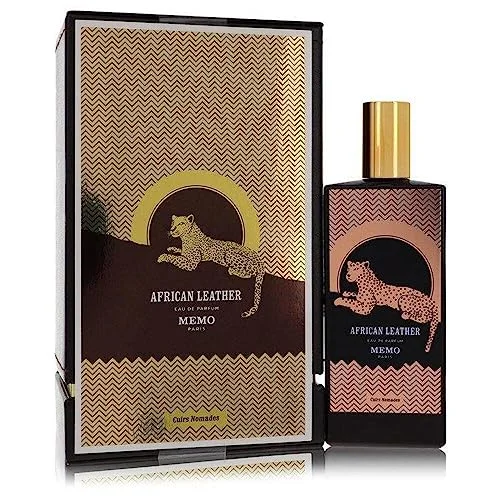 AFRICAN LEATHER
EAU DE PARFUM
MEMO
PARIS
Cuirs Nomades
AFRICAN LEATHER
EAU DE PARFUM
MEMO
PARIS
Cuirs Nomades